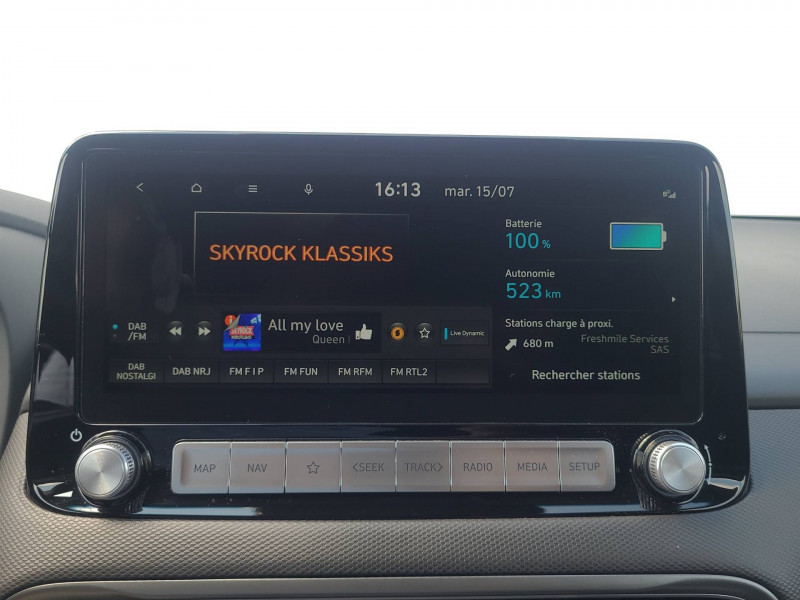 16:13 mar. 15/07
SKYROCK KLASSIKS
Batterie
100 %
Autonomie
523 km
DAB
/FM
All my love
Queen
Live Dynamic
Stations charge à proxi.
680 m
Freshmile Services
SAS
Rechercher stations
DAB
NOSTALGI
DAB NRJ
FM F I P
FM FUN
FM RFM
FM RTL2
MAP
NAV
<SEEK
TRACK>
RADIO
MEDIA
SETUP